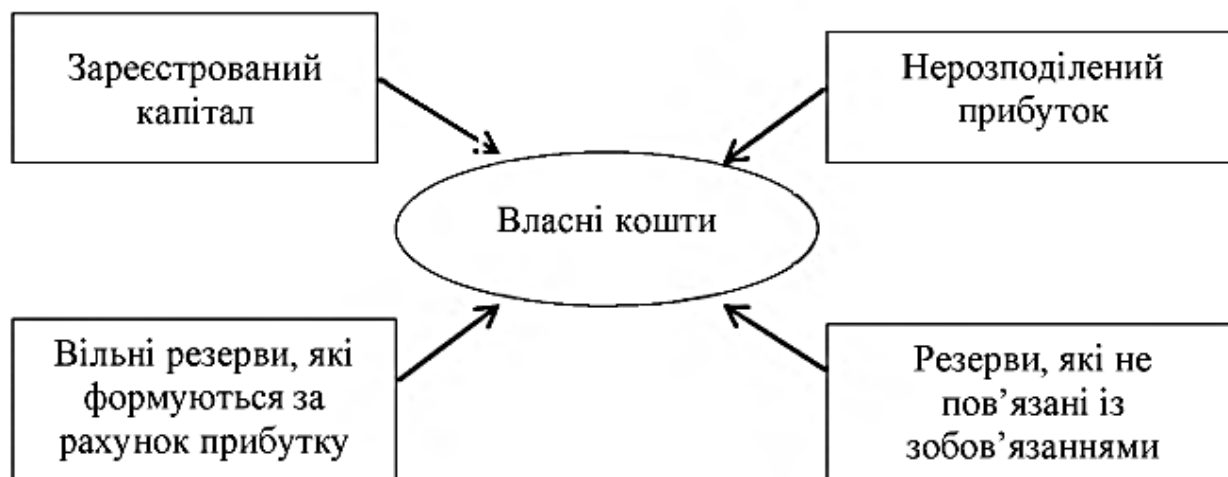 Зареєстрований
капітал
Нерозподілений
прибуток
Власні кошти
Вільні резерви, які
формуються за
рахунок прибутку
Резерви, які не
пов’язані із
зобов’язаннями